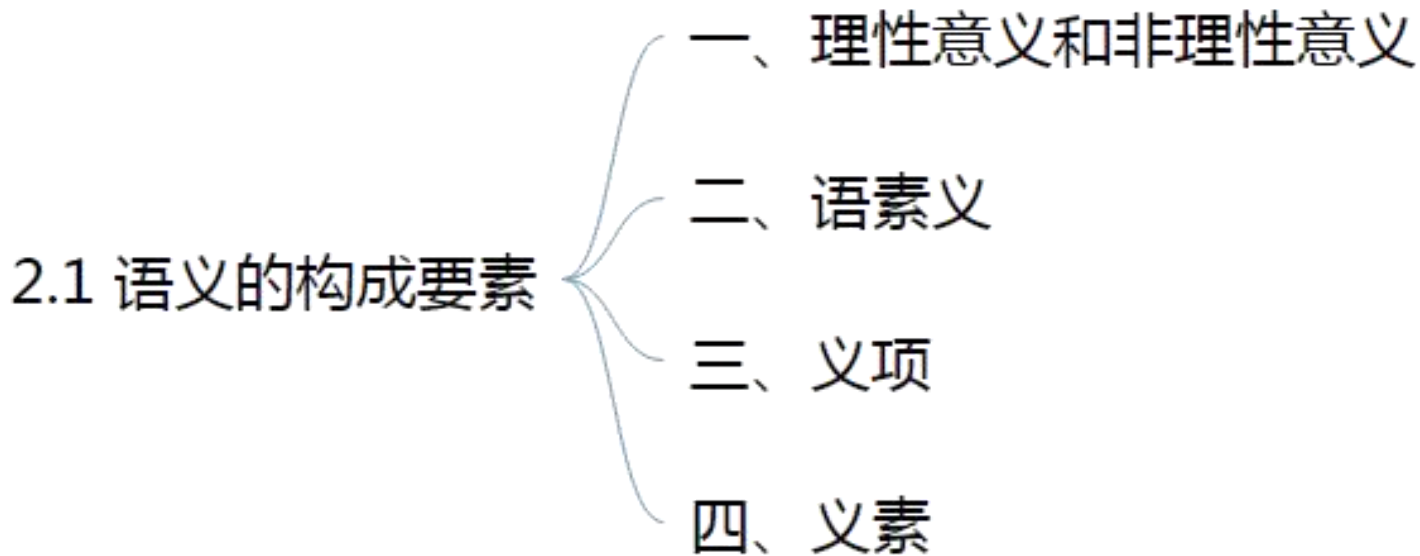 2.1 语义的构成要素
一、理性意义和非理性意义
二、语素义
三、义项
四、义素